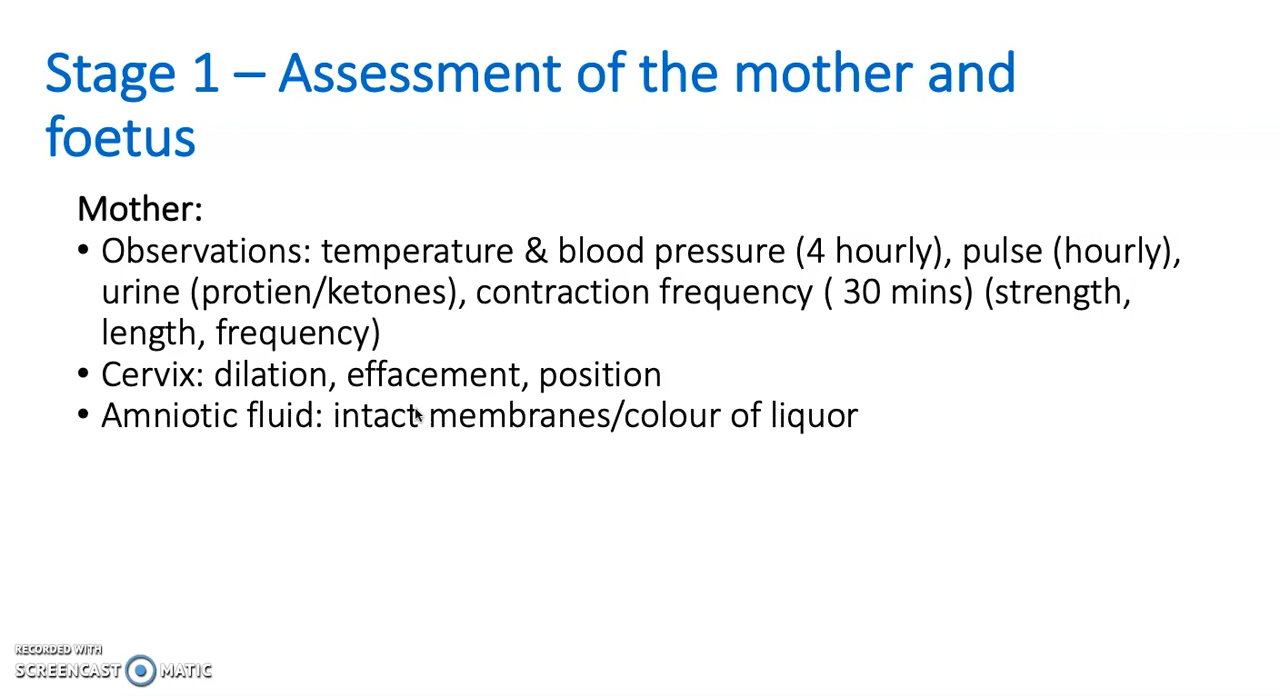 Stage 1 – Assessment of the mother and
foetus
Mother:
• Observations: temperature & blood pressure (4 hourly), pulse (hourly),
urine (protien/ketones), contraction frequency ( 30 mins) (strength,
length, frequency)
• Cervix: dilation, effacement, position
• Amniotic fluid: intact membranes/colour of liquor
RECORDED WITH
SCREENCAST MATIC